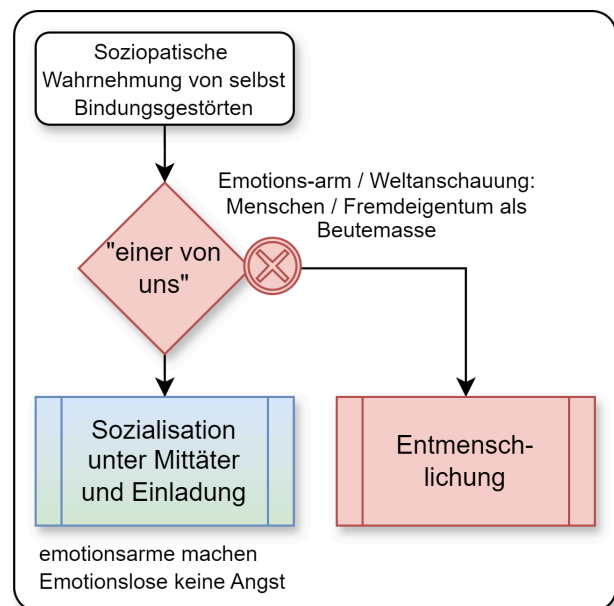 Soziopatische
Wahrnehmung von selbst
Bindungsgestörten
Emotions-arm / Weltanschauung:
Menschen / Fremdeigentum als
Beutemasse
"einer von
uns"
Sozialisation
unter Mittäter
und Einladung
Entmensch-
lichung
emotionsarme machen
Emotionslose keine Angst